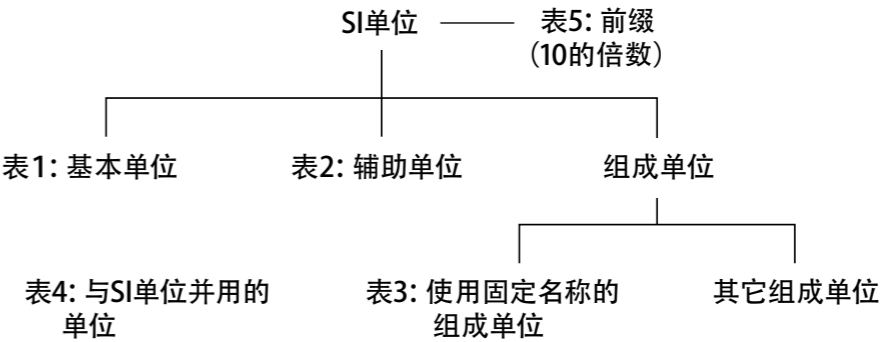 SI单位
表5: 前缀
(10的倍数)
表1: 基本单位
表2: 辅助单位
组成单位
表4: 与SI单位并用的
单位
表3: 使用固定名称的
组成单位
其它组成单位